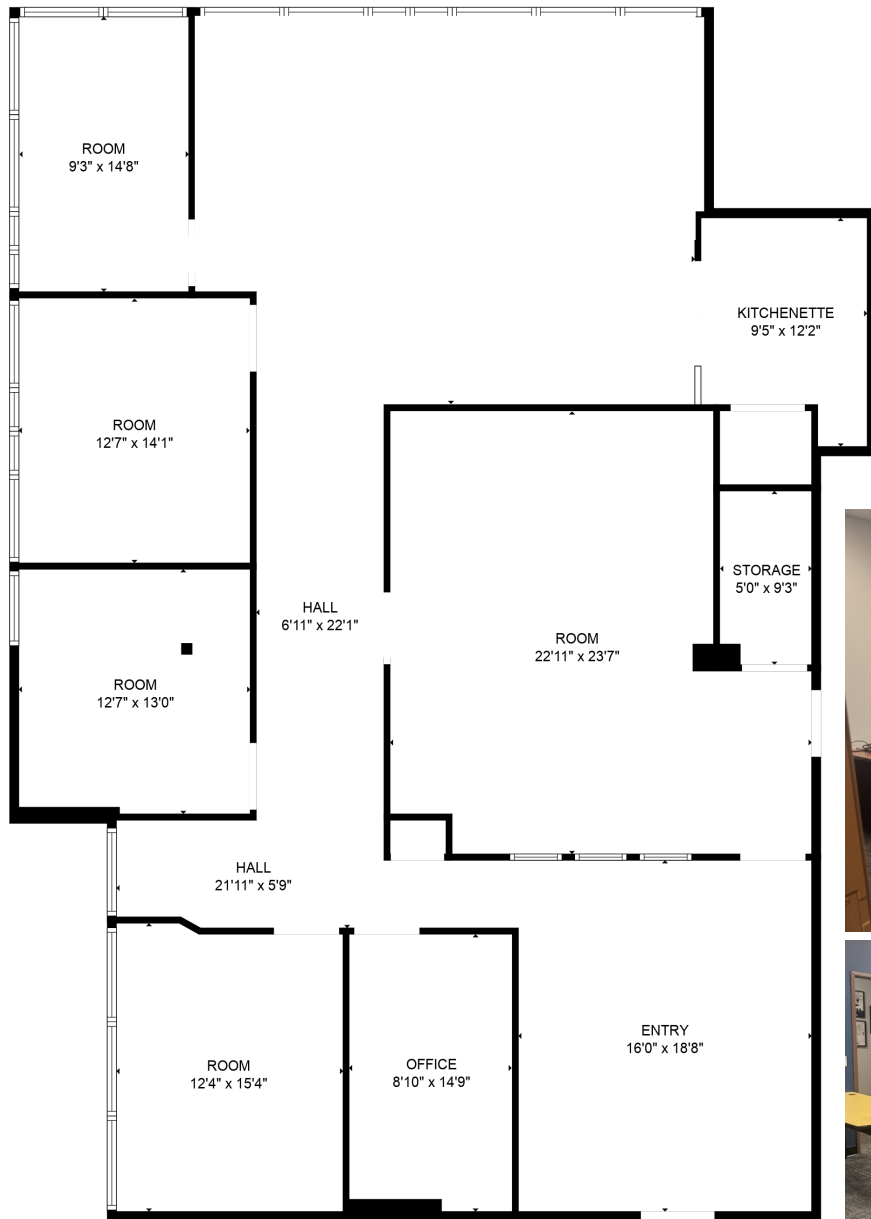 ROOM
9'3" x 14'8"
KITCHENETTE
9'5" x 12'2"
ROOM
12'7" x 14'1"
STORAGE
5'0" x 9'3"
HALL
6'11" x 22'1"
ROOM
22'11" x 23'7"
ROOM
12'7" x 13'0"
HALL
21'11" x 5'9"
ENTRY
16'0" x 18'8"
ROOM
12'4" x 15'4"
OFFICE
8'10" x 14'9"